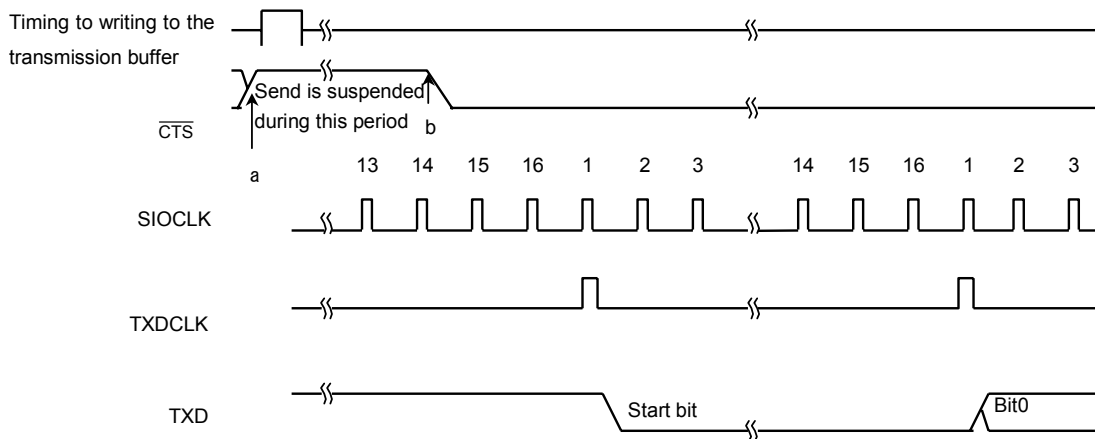 Timing to writing to the
transmission buffer
Send is suspended
during this period
b
CTS
a
13 14 15 16 1 2 3 14 15 16 1 2 3
SIOCLK
TXDCLK
Start bit
Bit0
TXD